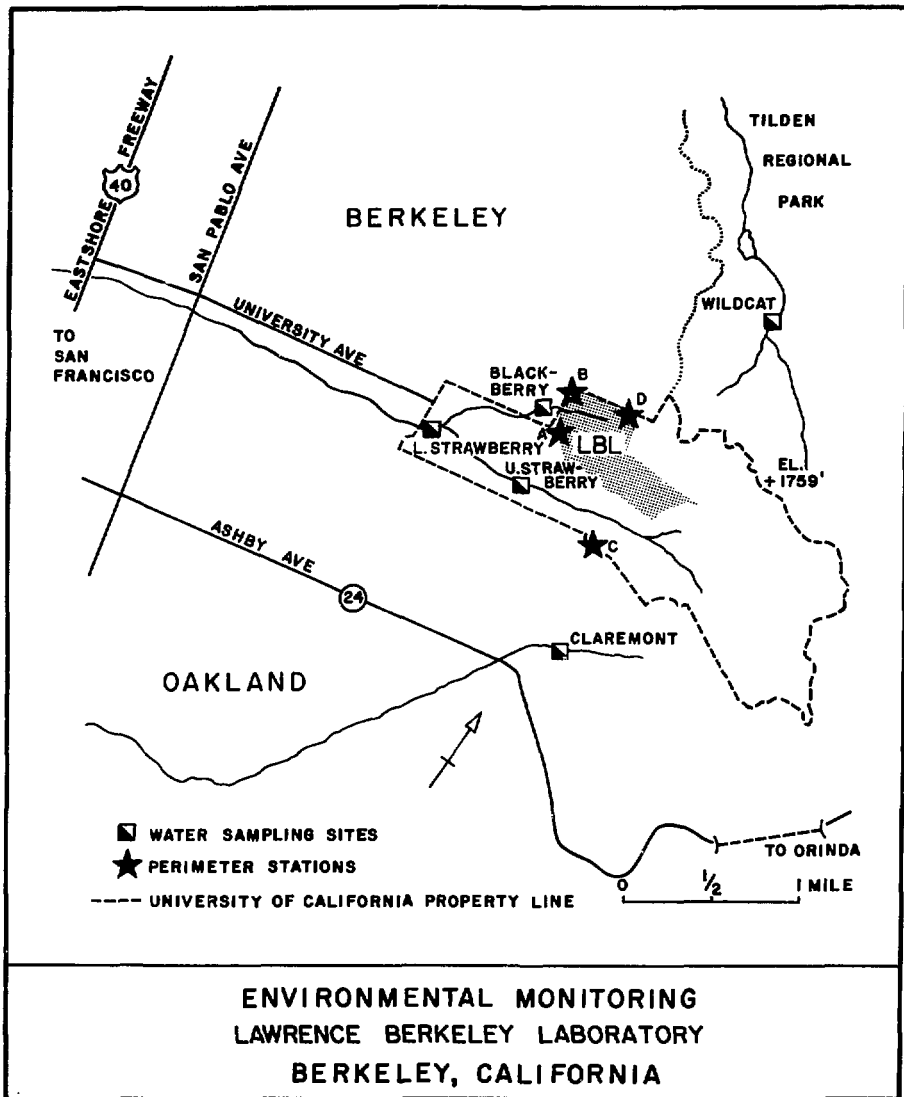 TILDEN
REGIONAL
PARK
EASTSHORE FREEWAY
40
SAN PABLO AVE
BERKELEY
UNIVERSITY AVE
WILDCAT
TO
SAN
FRANCISCO
BLACK-
BERRY
B
D
A
L. STRAWBERRY
LBL
U. STRAW-
BERRY
EL.
+1759'
C
ASHBY AVE
24
CLAREMONT
OAKLAND
WATER SAMPLING SITES
PERIMETER STATIONS
UNIVERSITY OF CALIFORNIA PROPERTY LINE
TO ORINDA
0 1/2 1 MILE
ENVIRONMENTAL MONITORING
LAWRENCE BERKELEY LABORATORY
BERKELEY, CALIFORNIA